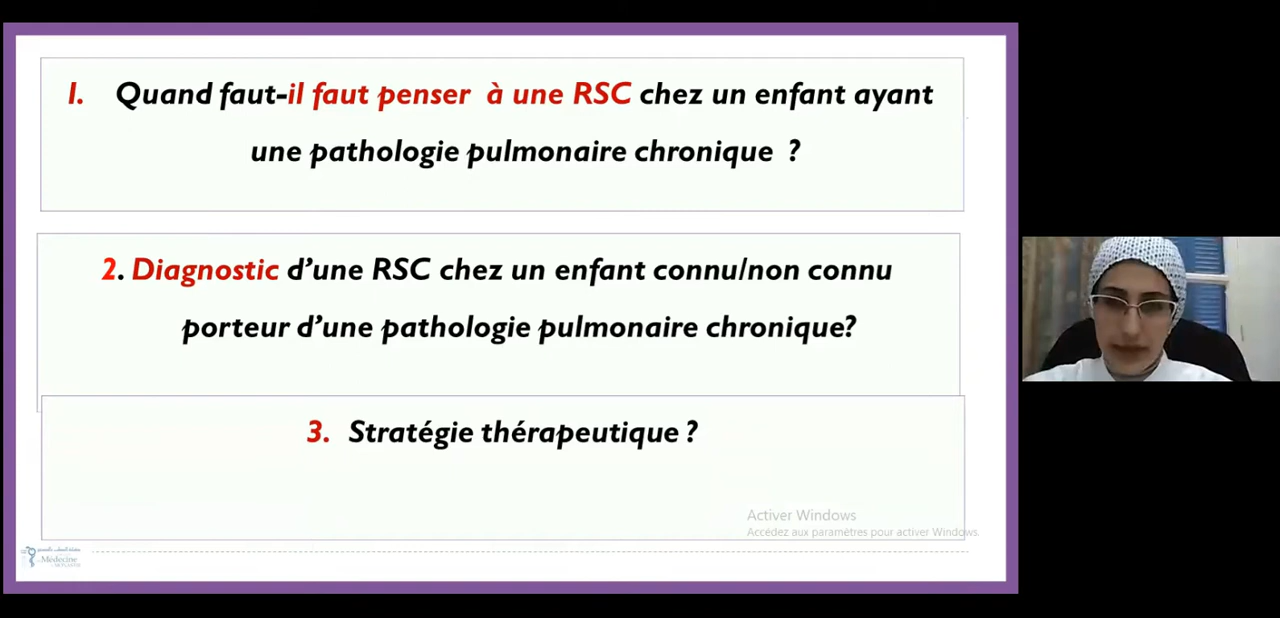 1. Quand faut-il faut penser à une RSC chez un enfant ayant
une pathologie pulmonaire chronique ?
2. Diagnostic d'une RSC chez un enfant connu/non connu
porteur d'une pathologie pulmonaire chronique?
3. Stratégie thérapeutique ?
Activer Windows
Accédez aux paramètres pour activer Windows.
Médecine